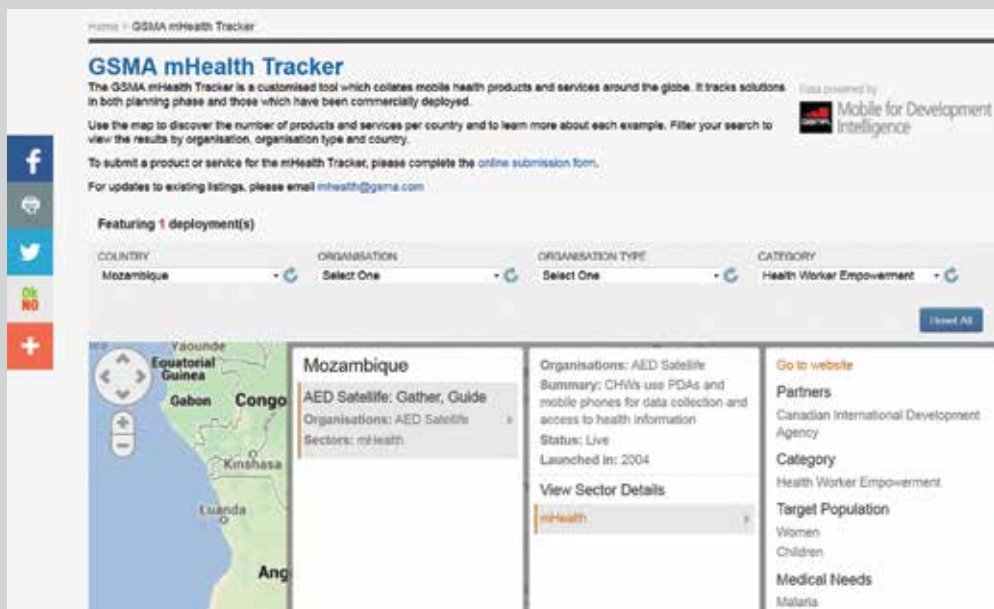 Home > GSMA mHealth Tracker
GSMA mHealth Tracker
The GSMA mHealth Tracker is a customised tool which collates mobile health products and services around the globe. It tracks solutions
in both planning phase and those which have been commercially deployed.
Use the map to discover the number of products and services per country and to learn more about each example. Filter your search to
view the results by organisation, organisation type and country.
To submit a product or service for the mHealth Tracker, please complete the online submission form.
For updates to existing listings, please email mhealth@gsma.com
Data powered by
GSMA
Mobile for Development
Intelligence
f
Ok
NO
Featuring 1 deployment(s)
COUNTRY
Mozambique
ORGANISATION
Select One
ORGANISATION TYPE
Select One
CATEGORY
Health Worker Empowerment
Reset All
Yaounde
Equatorial
Guinea
Gabon
Congo
Kinshasa
Luanda
Ang
Mozambique
AED Satellife: Gather, Guide
Organisations: AED Satellife
Sectors: mHealth
Organisations: AED Satellife
Summary: CHWs use PDAs and
mobile phones for data collection and
access to health information
Status: Live
Launched in: 2004
View Sector Details
mHealth
Go to website
Partners
Canadian International Development
Agency
Category
Health Worker Empowerment
Target Population
Women
Children
Medical Needs
Malaria